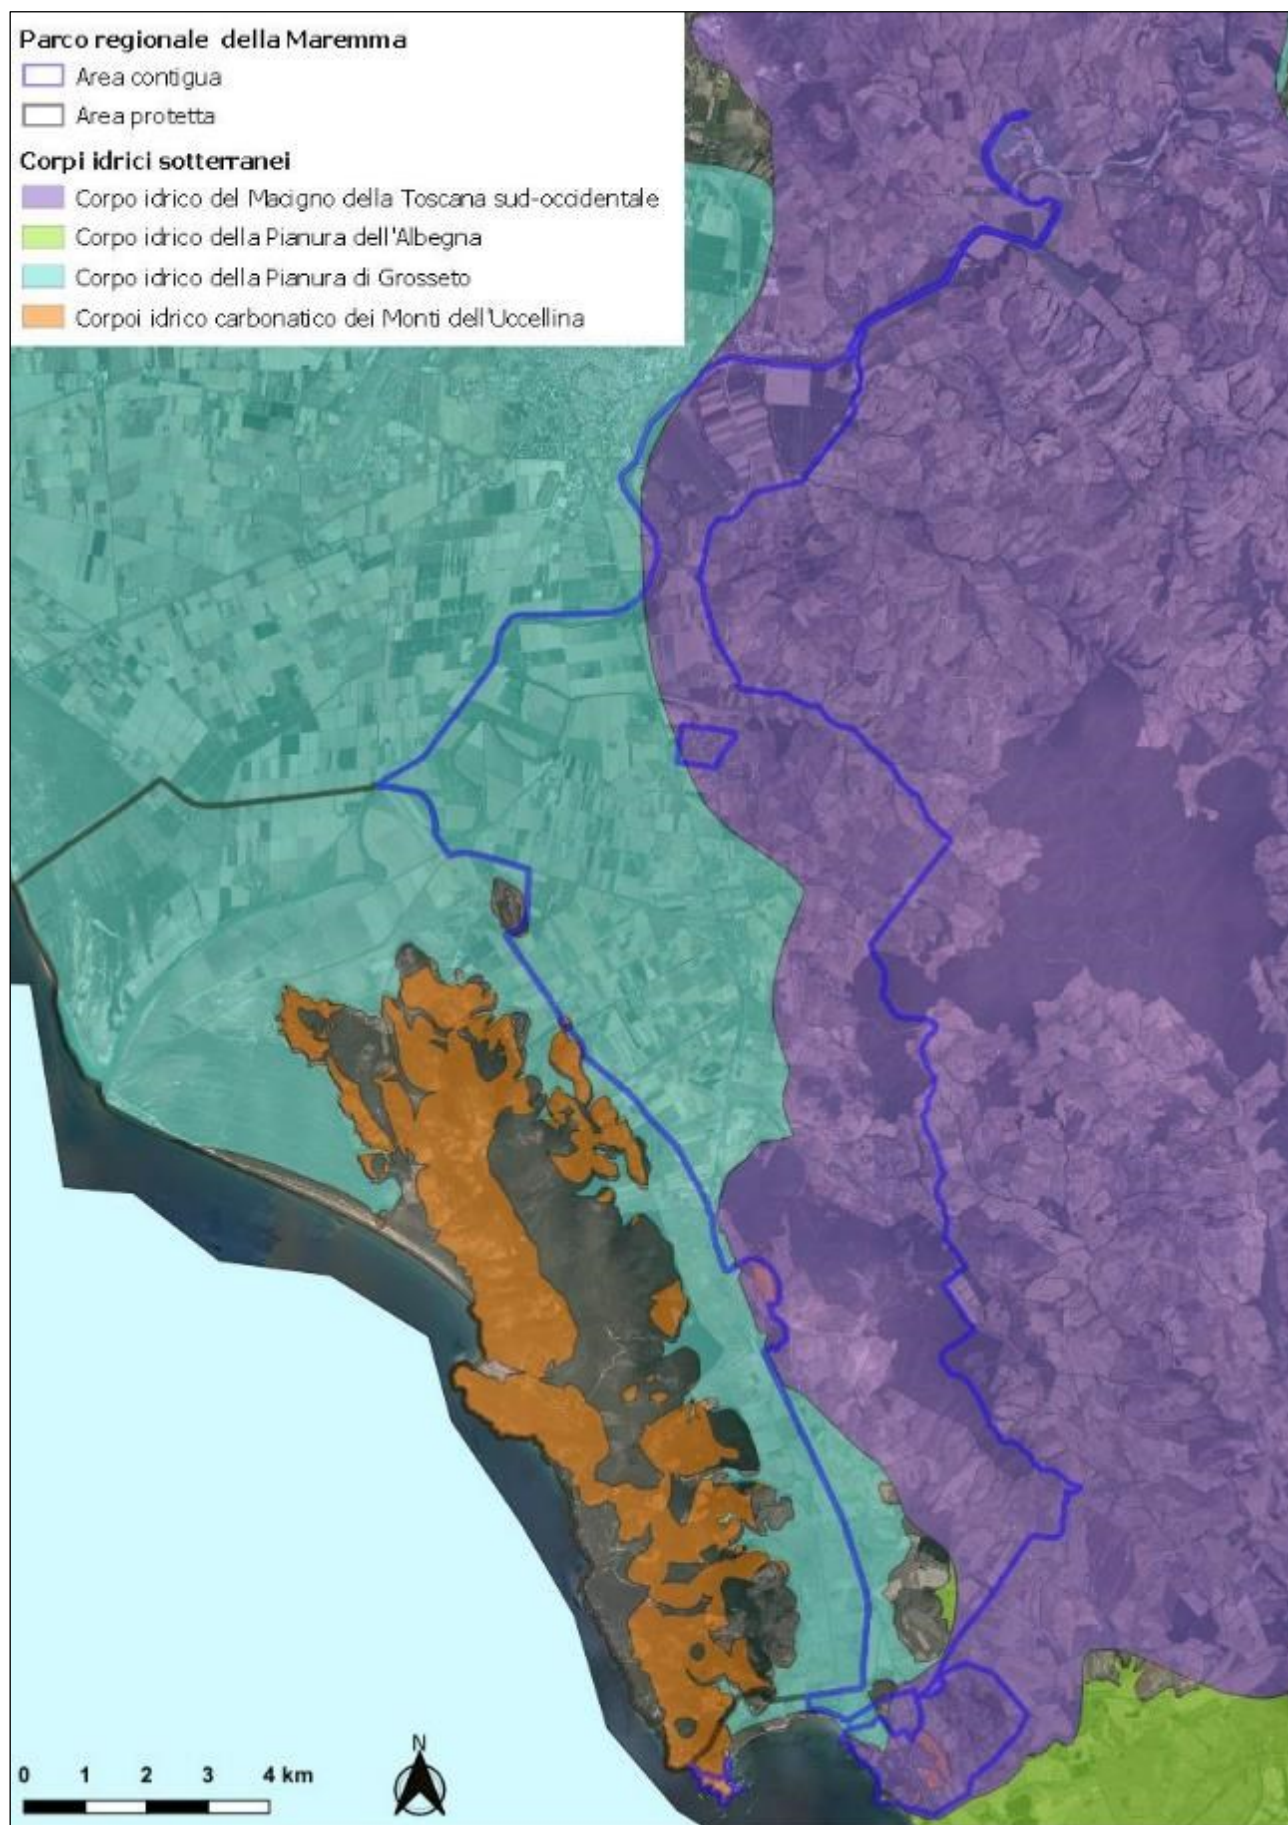 Parco regionale della Maremma
Area contigua
Area protetta
Corpi idrici sotterranei
Corpo idrico del Macigno della Toscana sud-occidentale
Corpo idrico della Pianura dell'Albegna
Corpo idrico della Pianura di Grosseto
Corpoi idrico carbonatico dei Monti dell'Uccellina
N
0 1 2 3 4 km